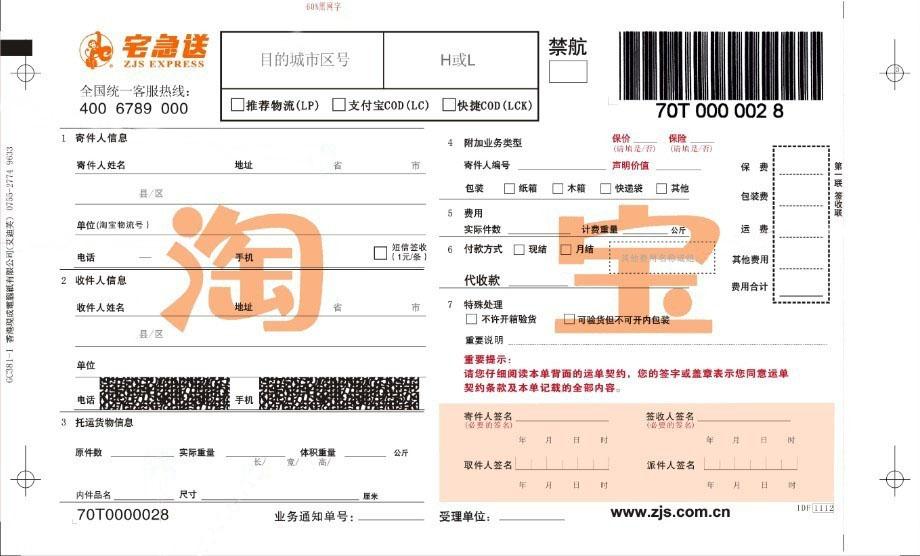 60%黑网字
宅急送
ZJS EXPRESS
全国统一客服热线:
400 6789 000
目的城市区号
H或L
推荐物流(LP) 支付宝COD(LC) 快捷COD(LCK)
禁航
70T 000 002 8
1 寄件人信息
寄件人姓名 地址 省 市
县/区
单位(淘宝物流号)
电话 — 手机
短信签收
(1元/条)
2 收件人信息
收件人姓名 地址 省 市
县/区
单位
电话 手机
3 托运货物信息
原件数 实际重量 体积重量 公斤
长/ 宽/ 高/
内件品名 尺寸 厘米
70T0000028
业务通知单号:
淘宝
4 附加业务类型
保价 保险
(请填是/否) (请填是/否)
寄件人编号 声明价值
包装 纸箱 木箱 快递袋 其他
5 费用
实际件数 计费重量 公斤
6 付款方式 现结 月结
代收款
7 特殊处理
不许开箱验货 可验货但不可开内包装
重要说明
重要提示:
请您仔细阅读本单背面的运单契约，您的签字或盖章表示您同意运单
契约条款及本单记载的全部内容。
保 费
包装费
运 费
其他费用
费用合计
第一联 签收联
寄件人签名 签收人签名
(必要的签名) (必要的签名)
年 月 日 时 年 月 日 时
取件人签名 派件人签名
年 月 日 时 年 月 日 时
受理单位: www.zjs.com.cn
IDF 1112
GC381-1 香港現成電腦紙有限公司(艾迪英) 0755-2774 9633